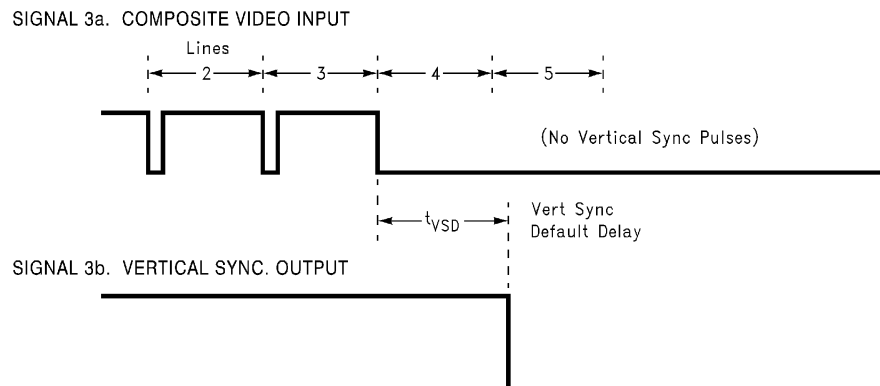 SIGNAL 3a. COMPOSITE VIDEO INPUT
Lines
2 3 4 5
(No Vertical Sync Pulses)
tVSD
Vert Sync
Default Delay
SIGNAL 3b. VERTICAL SYNC. OUTPUT